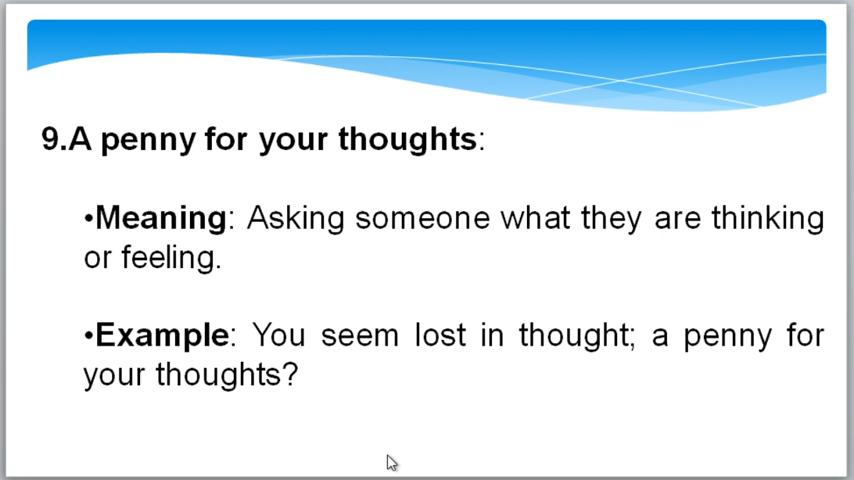 9.A penny for your thoughts:
•Meaning: Asking someone what they are thinking
or feeling.
•Example: You seem lost in thought; a penny for
your thoughts?